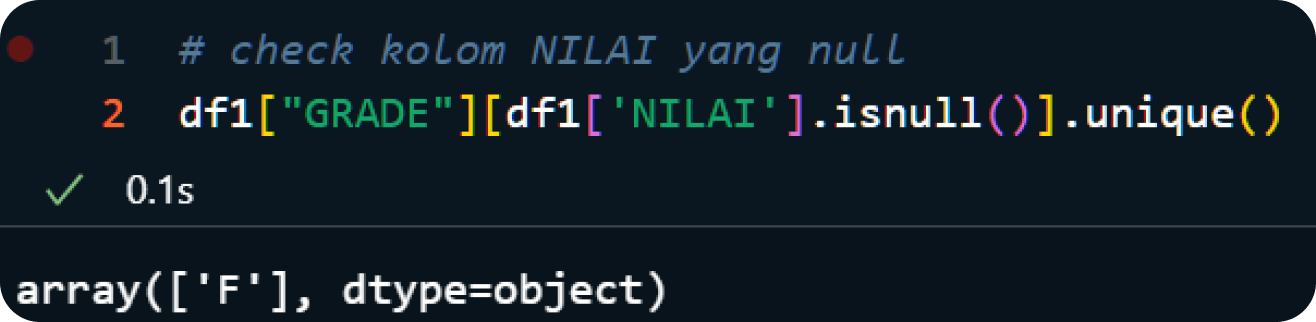 1 # check kolom NILAI yang null
2 df1["GRADE"][df1['NILAI'].isnull()].unique()
0.1s
array(['F'], dtype=object)